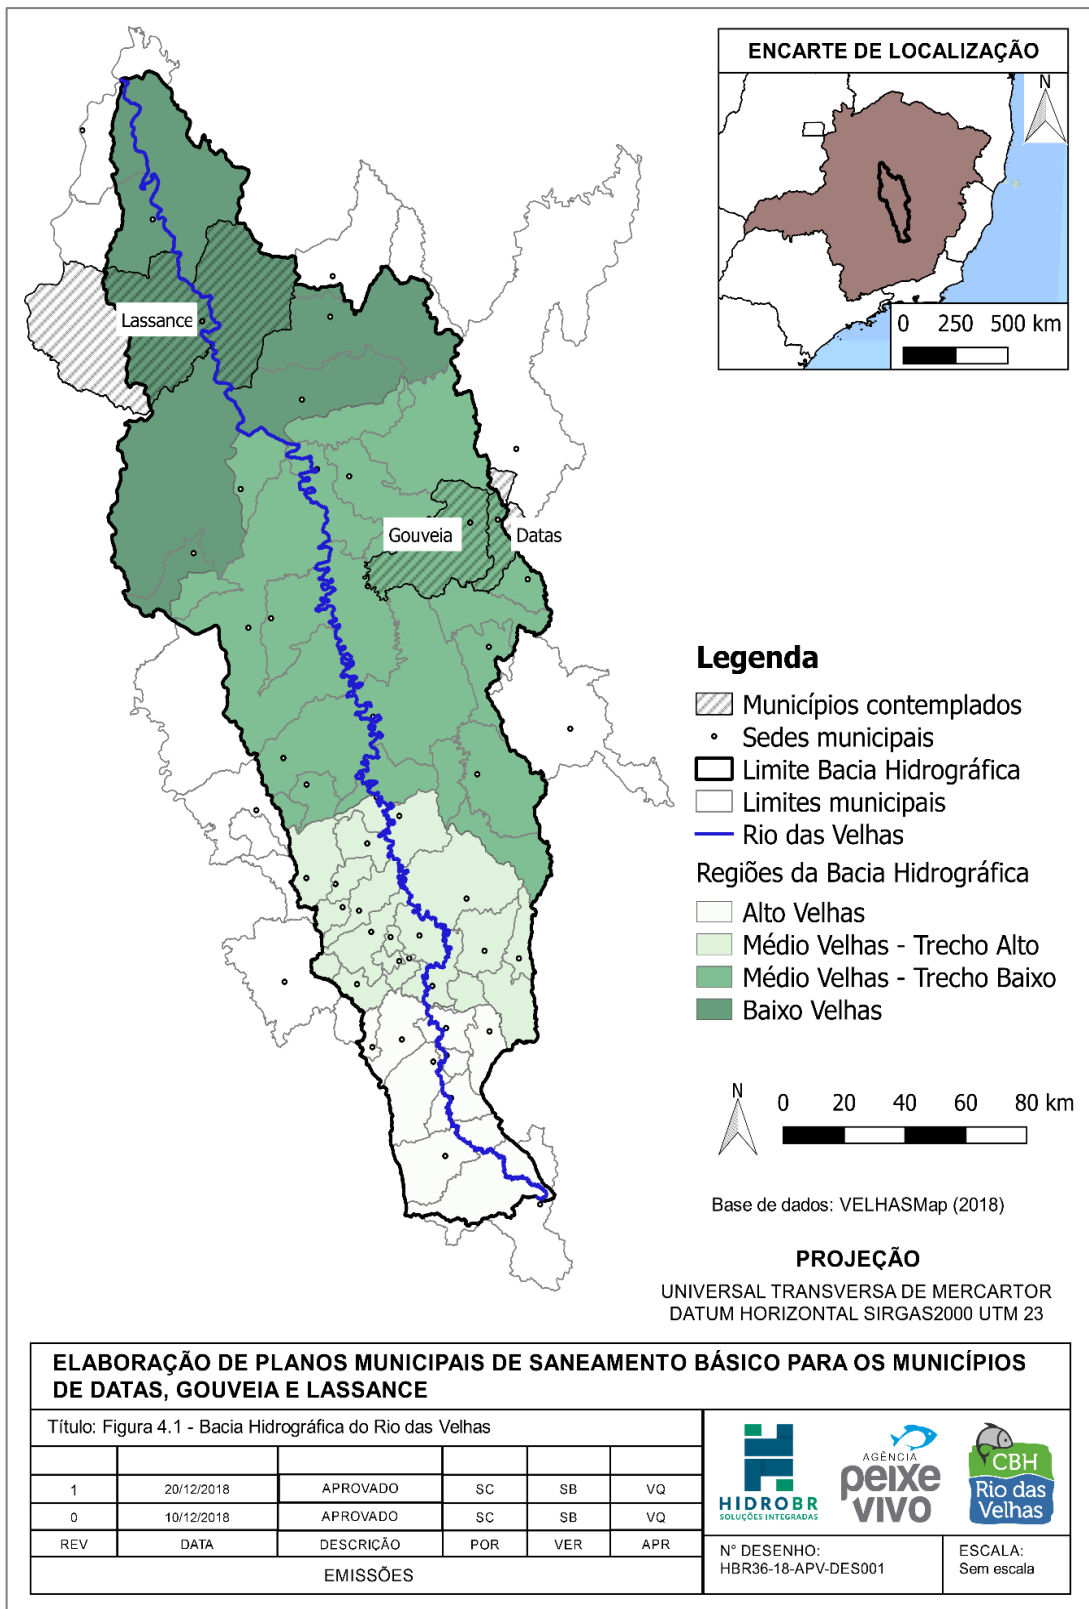 ENCARTE DE LOCALIZAÇÃO
N
0 250 500 km
Lassance
Gouveia
Datas
Legenda
Municípios contemplados
Sedes municipais
Limite Bacia Hidrográfica
Limites municipais
Rio das Velhas
Regiões da Bacia Hidrográfica
Alto Velhas
Médio Velhas - Trecho Alto
Médio Velhas - Trecho Baixo
Baixo Velhas
N
0 20 40 60 80 km
Base de dados: VELHASMap (2018)
PROJEÇÃO
UNIVERSAL TRANSVERSA DE MERCARTOR
DATUM HORIZONTAL SIRGAS2000 UTM 23
ELABORAÇÃO DE PLANOS MUNICIPAIS DE SANEAMENTO BÁSICO PARA OS MUNICÍPIOS
DE DATAS, GOUVEIA E LASSANCE
Título: Figura 4.1 - Bacia Hidrográfica do Rio das Velhas
1 20/12/2018 APROVADO SC SB VQ
0 10/12/2018 APROVADO SC SB VQ
REV DATA DESCRIÇÃO POR VER APR
EMISSÕES
HIDROBR
SOLUÇÕES INTEGRADAS
AGÊNCIA
peixe
VIVO
CBH
Rio das
Velhas
N° DESENHO:
HBR36-18-APV-DES001
ESCALA:
Sem escala